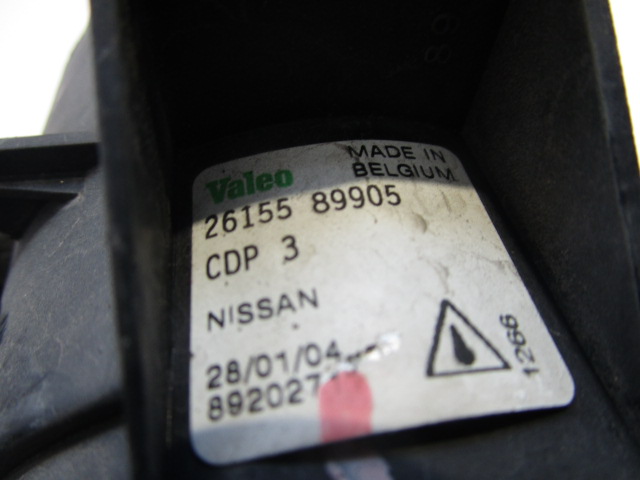 Valeo
MADE IN
BELGIUM
26155 89905
CDP 3
NISSAN
28/01/04
1266